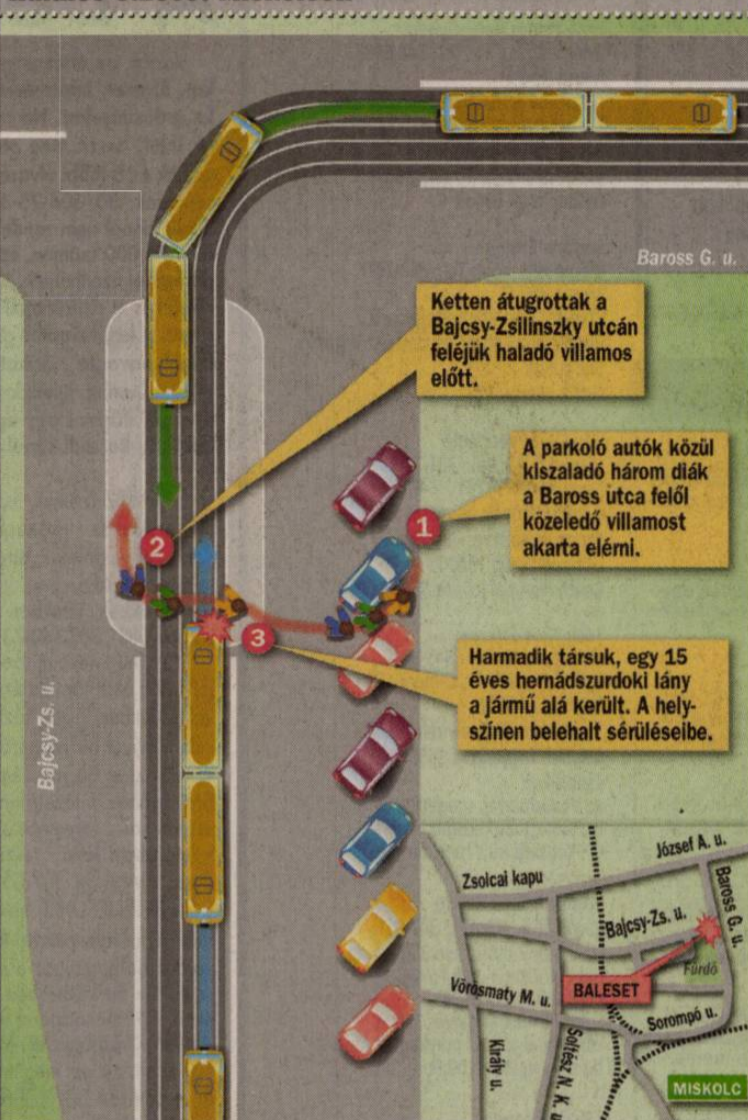 Baross G. u.
Ketten átugrottak a
Bajcsy-Zsilinszky utcán
feléjük haladó villamos
előtt.
A parkoló autók közül
kiszaladó három diák
a Baross utca felől
közeledő villamost
akarta elérni.
1
2
3
Harmadik társuk, egy 15
éves hernádszurdoki lány
a jármű alá került. A hely-
színen belehalt sérüléseibe.
Bajcsy-Zs. u.
József A. u.
Zsolcai kapu
Baross G. u.
Bajcsy-Zs. u.
Fürdő
BALESET
Vörösmaty M. u.
Sorompó u.
Király u.
Soltész N. K. u.
MISKOLC